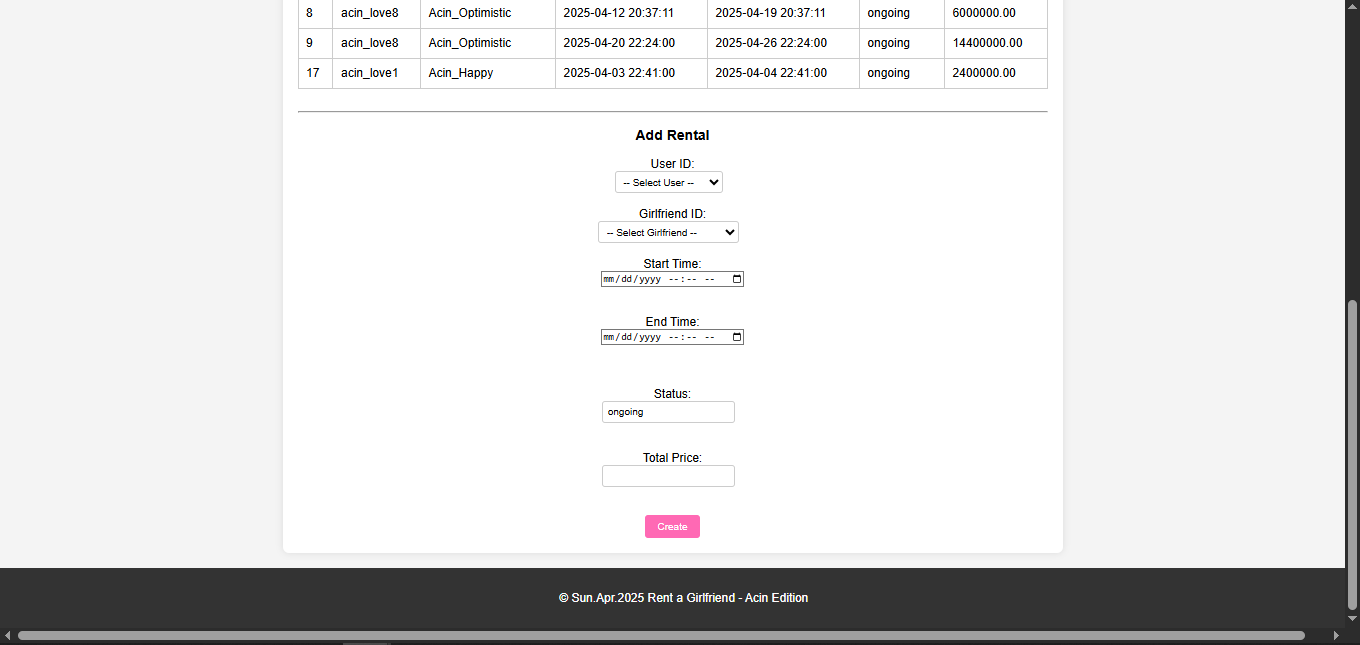 8 acin_love8 Acin_Optimistic 2025-04-12 20:37:11 2025-04-19 20:37:11 ongoing 6000000.00
9 acin_love8 Acin_Optimistic 2025-04-20 22:24:00 2025-04-26 22:24:00 ongoing 14400000.00
17 acin_love1 Acin_Happy 2025-04-03 22:41:00 2025-04-04 22:41:00 ongoing 2400000.00
Add Rental
User ID:
-- Select User --
Girlfriend ID:
-- Select Girlfriend --
Start Time:
mm/dd/yyyy --:-- --
End Time:
mm/dd/yyyy --:-- --
Status:
ongoing
Total Price:
Create
© Sun.Apr.2025 Rent a Girlfriend - Acin Edition